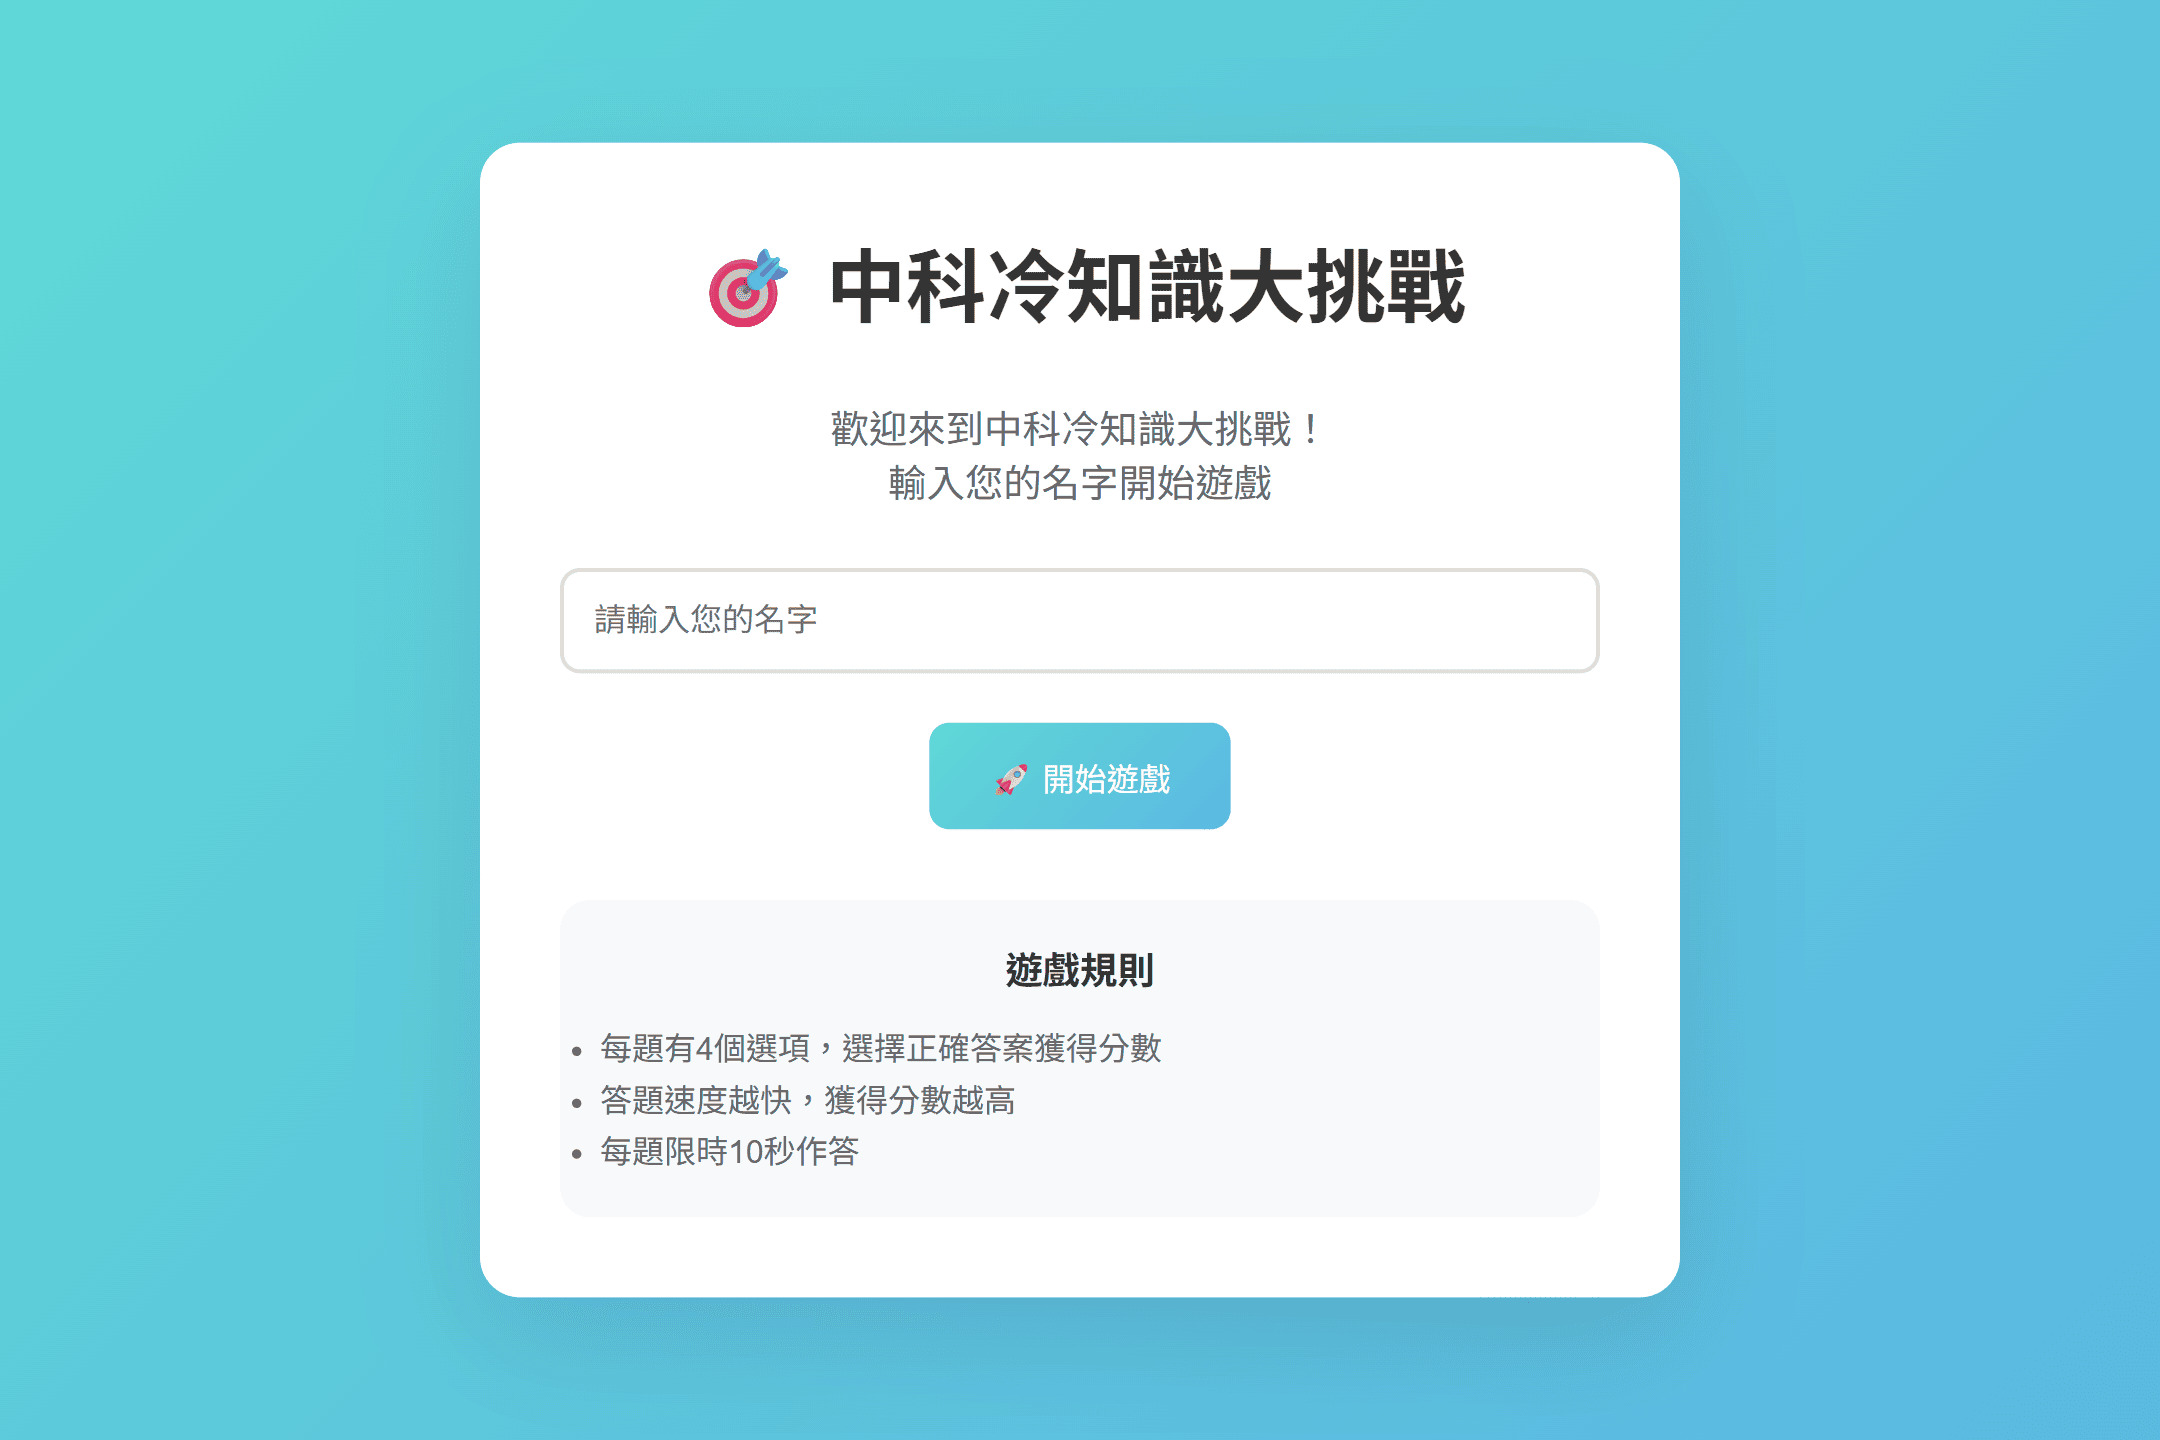 中科冷知識大挑戰
歡迎來到中科冷知識大挑戰！
輸入您的名字開始遊戲
請輸入您的名字
開始遊戲
遊戲規則
每題有4個選項，選擇正確答案獲得分數
答題速度越快，獲得分數越高
每題限時10秒作答